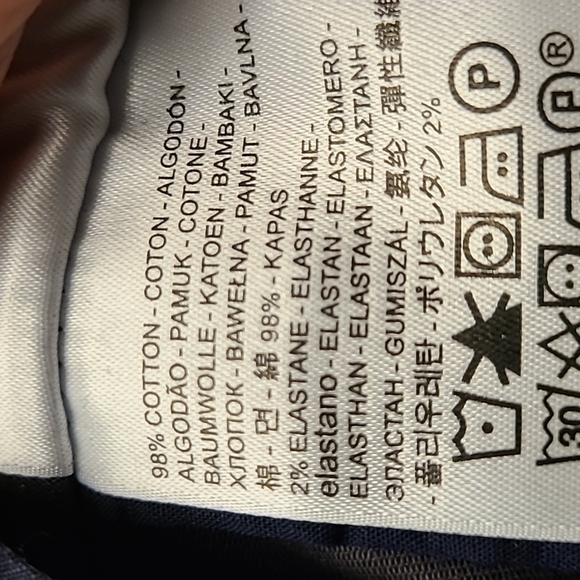 98% COTTON - COTON - ALGODÓN -
ALGODÃO - PAMUK - COTONE -
BAUMWOLLE - KATOEN - BAMBAKI -
ХЛОПОК - BAWEŁNA - PAMUT - BAVLNA -
棉 - 면 - 綿 98% - KAPAS
2% ELASTANE - ELASTHANNE -
elastano - ELASTAN - ELASTOMERO -
ELASTHAN - ELASTAAN - ΕΛΑΣΤΑΝΗ -
ЭЛАСТАН - GUMISZÁL - 氨纶 - 彈性纖維
- 폴리우레탄 - ポリウレタン 2%
P
P ®
30